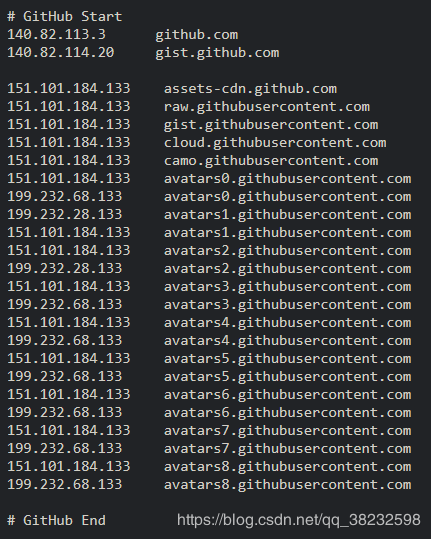 # GitHub Start
140.82.113.3      github.com
140.82.114.20     gist.github.com

151.101.184.133    assets-cdn.github.com
151.101.184.133    raw.githubusercontent.com
151.101.184.133    gist.githubusercontent.com
151.101.184.133    cloud.githubusercontent.com
151.101.184.133    camo.githubusercontent.com
151.101.184.133    avatars0.githubusercontent.com
199.232.68.133     avatars0.githubusercontent.com
199.232.28.133     avatars1.githubusercontent.com
151.101.184.133    avatars1.githubusercontent.com
151.101.184.133    avatars2.githubusercontent.com
199.232.28.133     avatars2.githubusercontent.com
151.101.184.133    avatars3.githubusercontent.com
199.232.68.133     avatars3.githubusercontent.com
151.101.184.133    avatars4.githubusercontent.com
199.232.68.133     avatars4.githubusercontent.com
151.101.184.133    avatars5.githubusercontent.com
199.232.68.133     avatars5.githubusercontent.com
151.101.184.133    avatars6.githubusercontent.com
199.232.68.133     avatars6.githubusercontent.com
151.101.184.133    avatars7.githubusercontent.com
199.232.68.133     avatars7.githubusercontent.com
151.101.184.133    avatars8.githubusercontent.com
199.232.68.133     avatars8.githubusercontent.com

# GitHub End
https://blog.csdn.net/qq_38232598